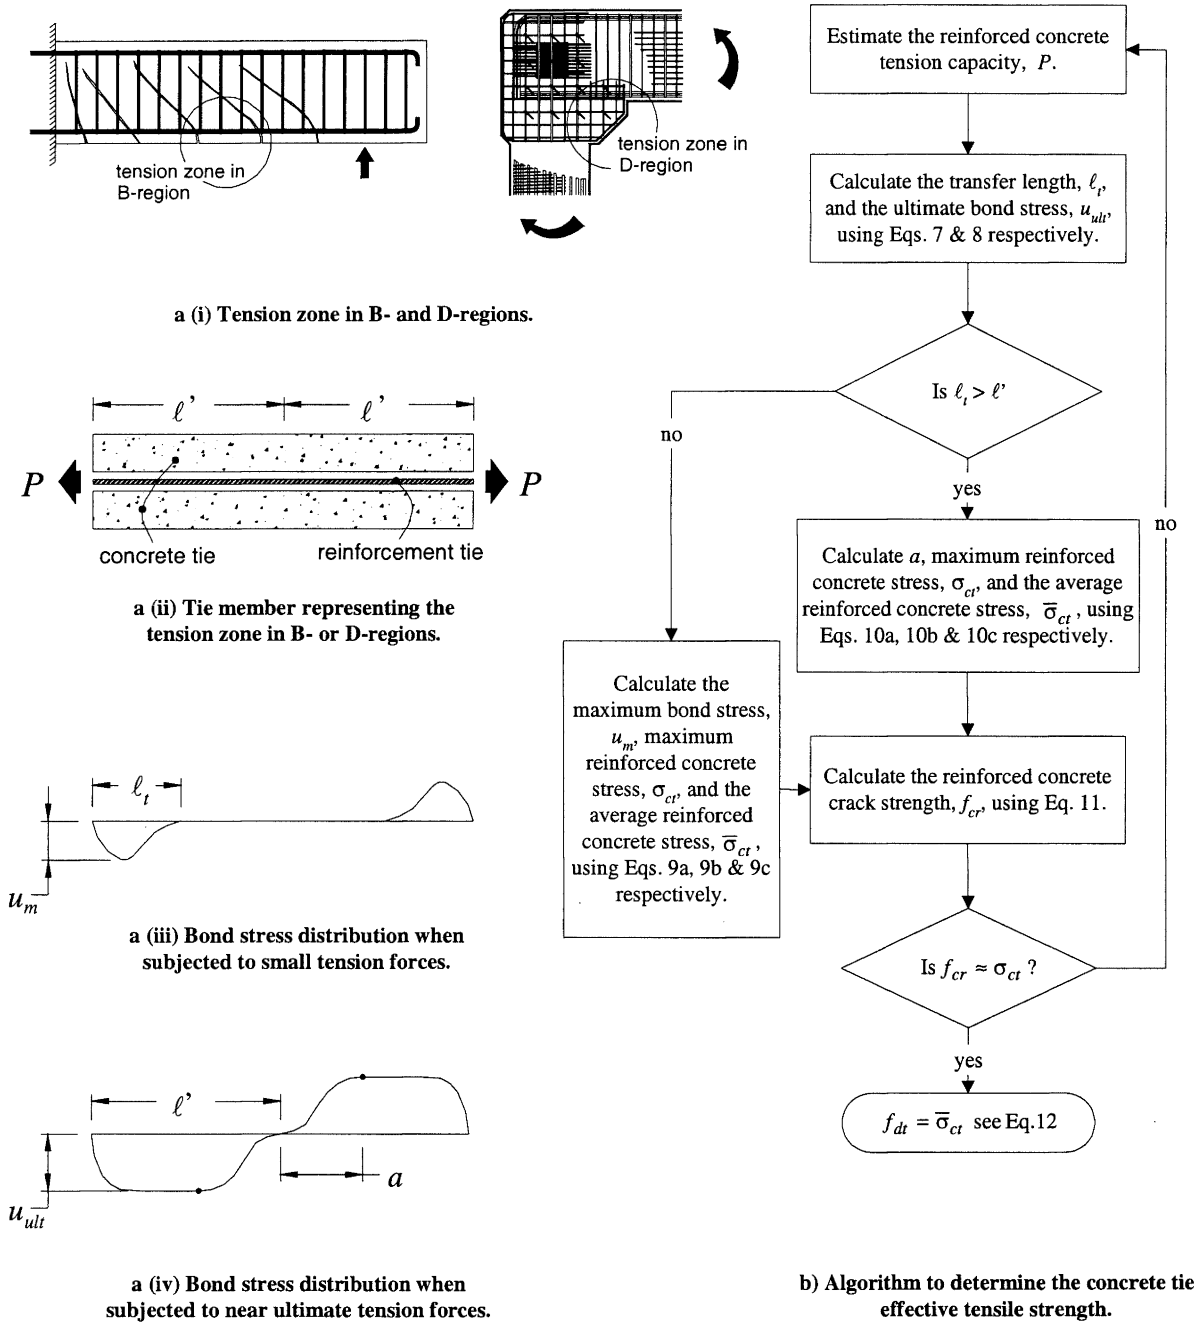 tension zone in
B-region
tension zone in
D-region
a (i) Tension zone in B- and D-regions.
ℓ'
ℓ'
P
P
concrete tie
reinforcement tie
a (ii) Tie member representing the
tension zone in B- or D-regions.
ℓt
um
a (iii) Bond stress distribution when
subjected to small tension forces.
ℓ'
a
uult
a (iv) Bond stress distribution when
subjected to near ultimate tension forces.
Estimate the reinforced concrete
tension capacity, P.
Calculate the transfer length, ℓt,
and the ultimate bond stress, uult,
using Eqs. 7 & 8 respectively.
Is ℓt > ℓ'
no
yes
no
Calculate a, maximum reinforced
concrete stress, σct, and the average
reinforced concrete stress, σ̅ct, using
Eqs. 10a, 10b & 10c respectively.
Calculate the
maximum bond stress,
um, maximum
reinforced concrete
stress, σct, and the
average reinforced
concrete stress, σ̅ct,
using Eqs. 9a, 9b & 9c
respectively.
Calculate the reinforced concrete
crack strength, fcr, using Eq. 11.
Is fcr ≈ σct ?
yes
fdt = σ̅ct see Eq.12
b) Algorithm to determine the concrete tie
effective tensile strength.